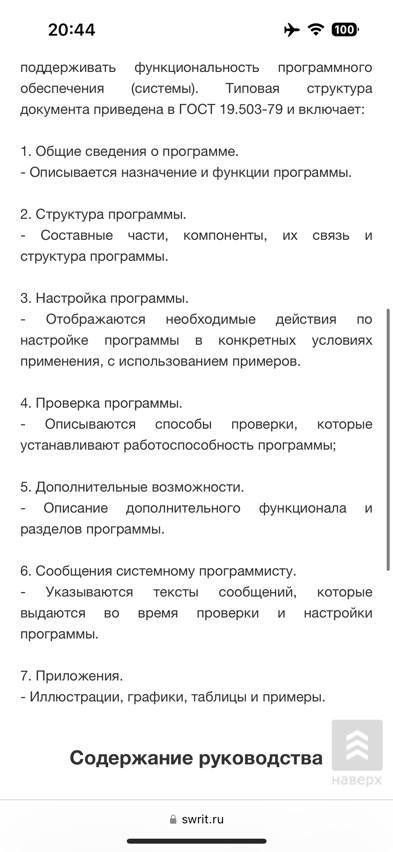 20:44
100
поддерживать функциональность программного
обеспечения (системы). Типовая структура
документа приведена в ГОСТ 19.503-79 и включает:
1. Общие сведения о программе.
- Описывается назначение и функции программы.
2. Структура программы.
- Составные части, компоненты, их связь и
структура программы.
3. Настройка программы.
- Отображаются необходимые действия по
настройке программы в конкретных условиях
применения, с использованием примеров.
4. Проверка программы.
- Описываются способы проверки, которые
устанавливают работоспособность программы;
5. Дополнительные возможности.
- Описание дополнительного функционала и
разделов программы.
6. Сообщения системному программисту.
- Указываются тексты сообщений, которые
выдаются во время проверки и настройки
программы.
7. Приложения.
- Иллюстрации, графики, таблицы и примеры.
Содержание руководства
наверх
swrit.ru